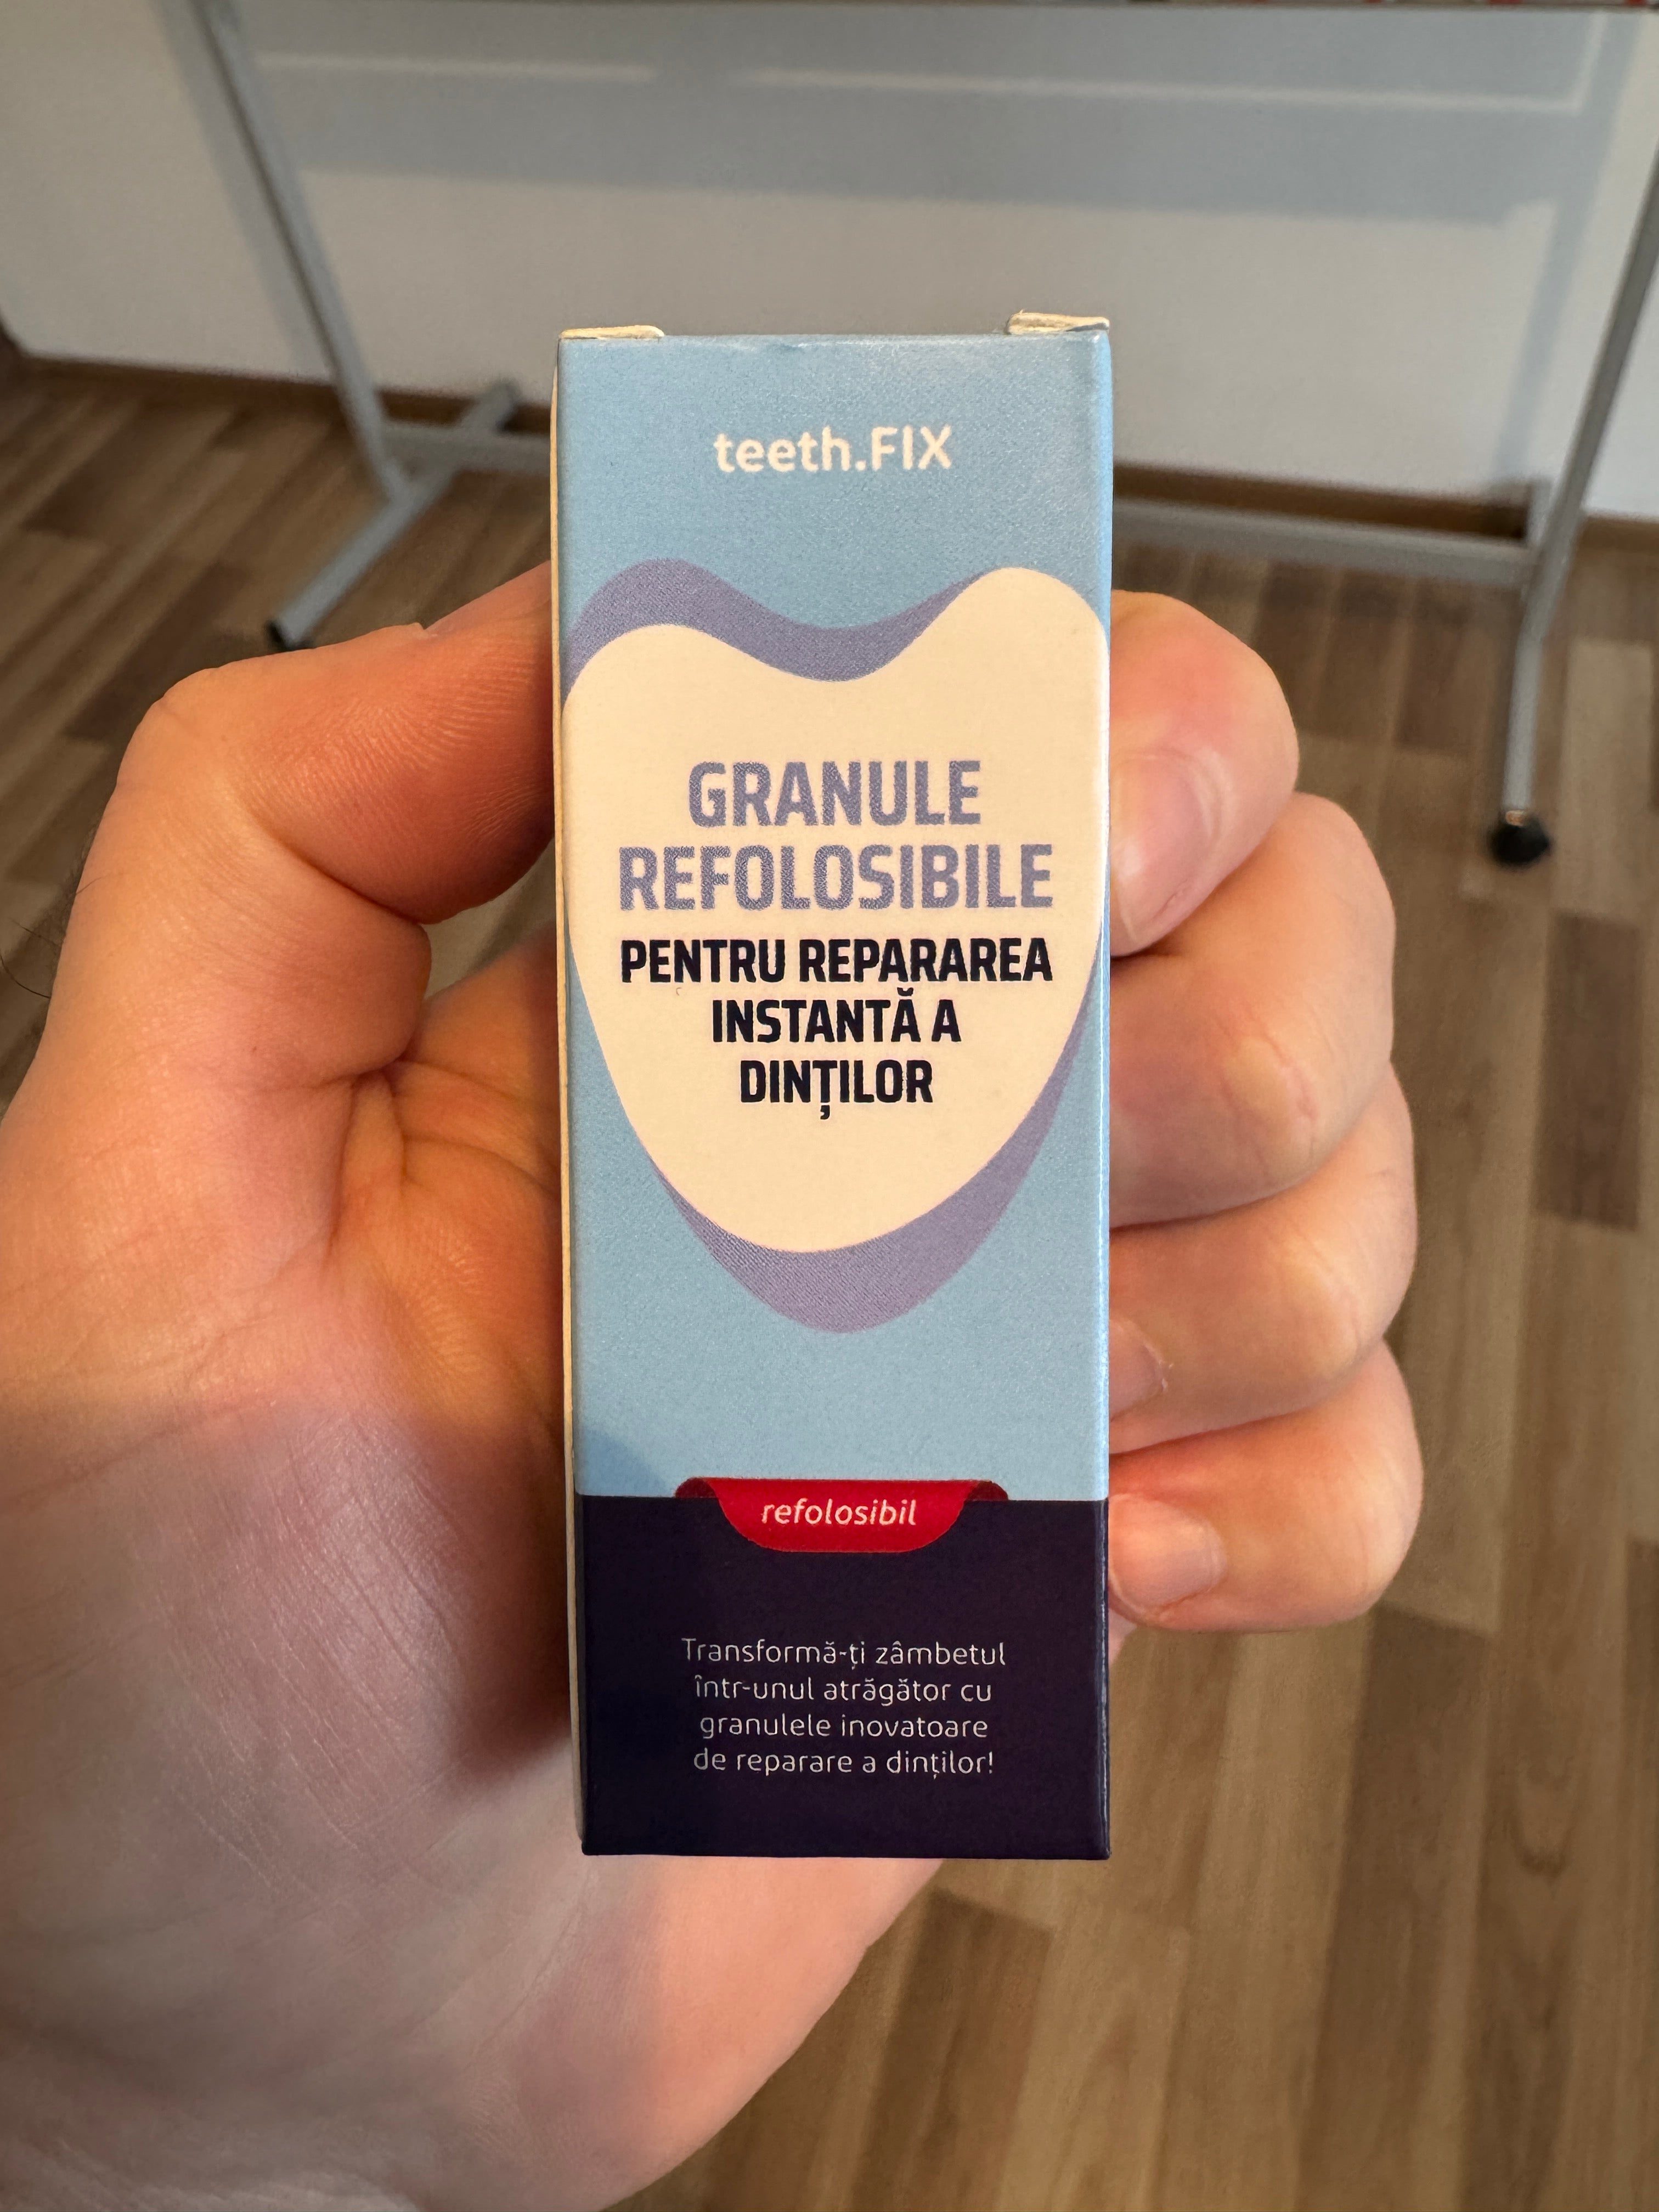 teeth.FIX
GRANULE
REFOLOSIBILE
PENTRU REPARAREA
INSTANTĂ A
DINȚILOR
refolosibil
Transformă-ți zâmbetul
într-unul atrăgător cu
granulele inovatoare
de reparare a dinților!